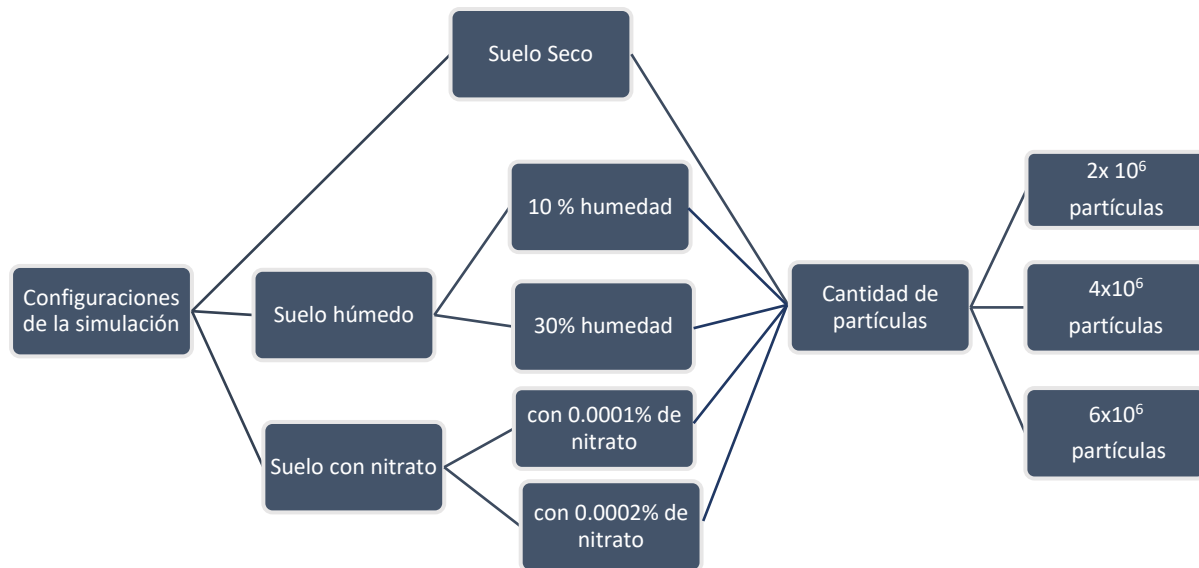 Suelo Seco
10 % humedad
2x 10⁶
partículas
Configuraciones
de la simulación
Suelo húmedo
30% humedad
Cantidad de
partículas
4x10⁶
partículas
Suelo con nitrato
con 0.0001% de
nitrato
con 0.0002% de
nitrato
6x10⁶
partículas